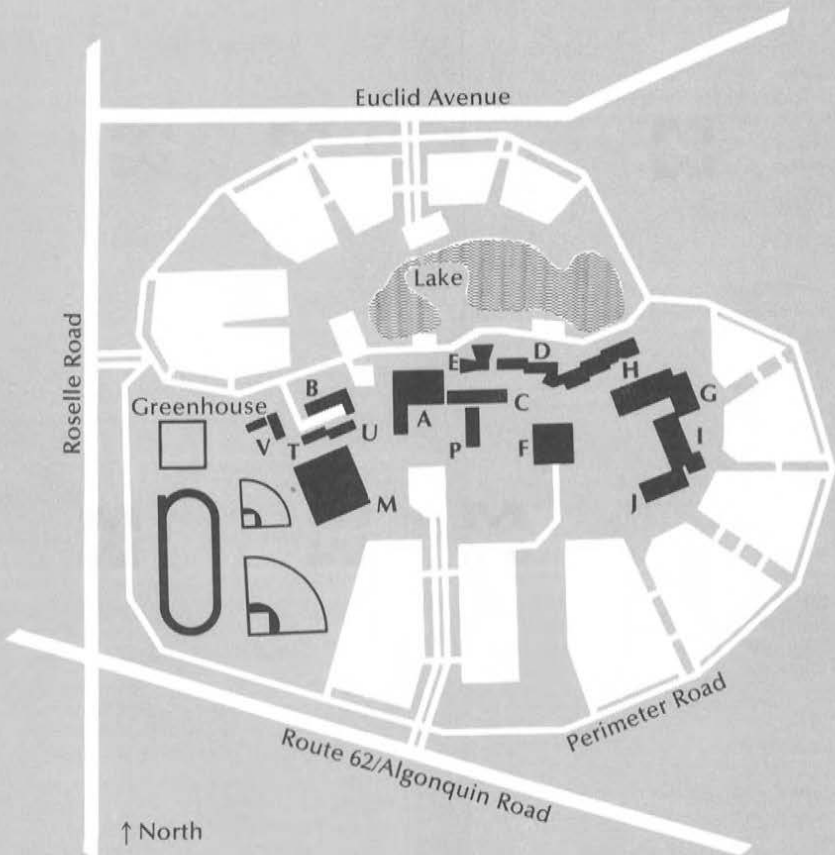 Euclid Avenue
Lake
Roselle Road
E
D
H
Greenhouse
B
A
C
G
V
T
U
P
F
I
M
J
Perimeter Road
Route 62/Algonquin Road
↑ North